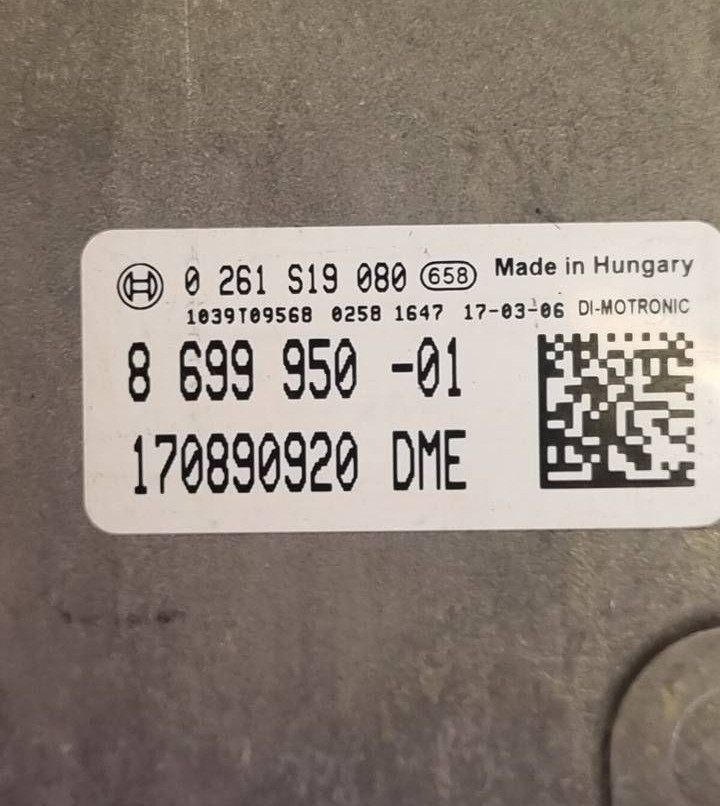 0 261 S19 080 658 Made in Hungary
1039T09568 0258 1647 17-03-06 DI-MOTRONIC
8 699 950 -01
170890920 DME